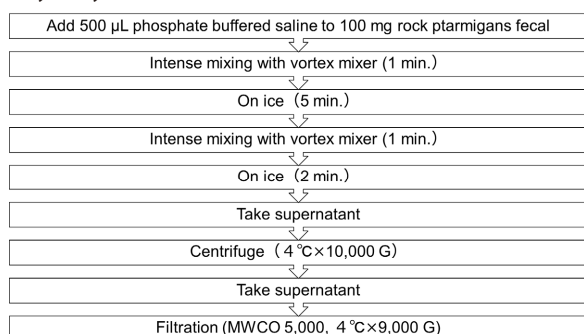 Add 500 µL phosphate buffered saline to 100 mg rock ptarmigans fecal
Intense mixing with vortex mixer (1 min.)
On ice（5 min.）
Intense mixing with vortex mixer (1 min.)
On ice（2 min.）
Take supernatant
Centrifuge（4℃×10,000 G）
Take supernatant
Filtration (MWCO 5,000, 4℃×9,000 G)